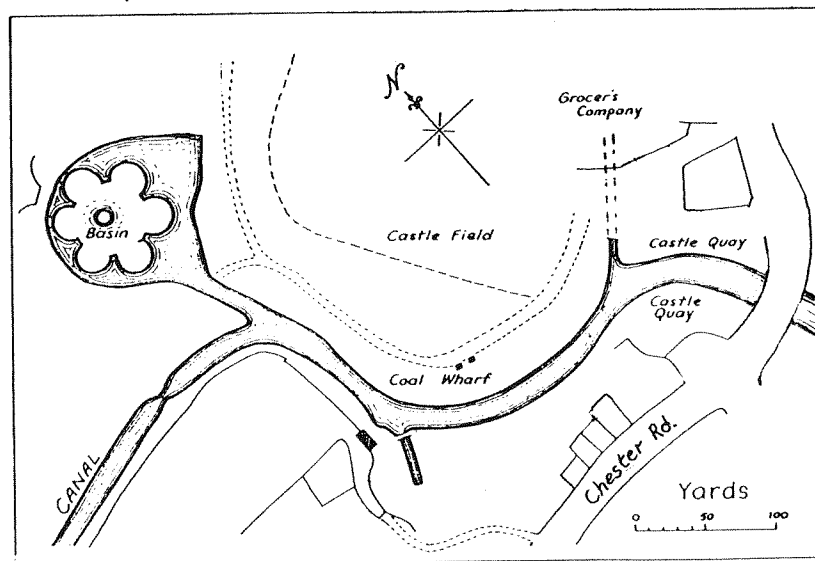 N
Grocer's
Company
Basin
Castle Field
Castle Quay
Castle
Quay
Coal Wharf
CANAL
Chester Rd.
Yards
0 50 100